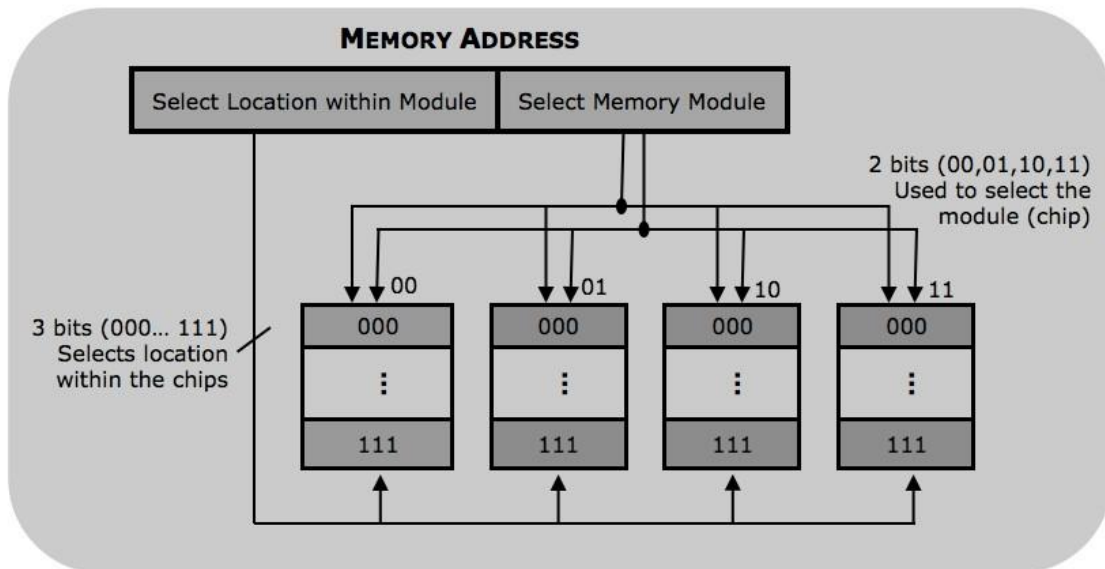 MEMORY ADDRESS
Select Location within Module
Select Memory Module
2 bits (00,01,10,11)
Used to select the
module (chip)
00
01
10
11
3 bits (000... 111)
Selects location
within the chips
000
000
000
000
⋮
⋮
⋮
⋮
111
111
111
111